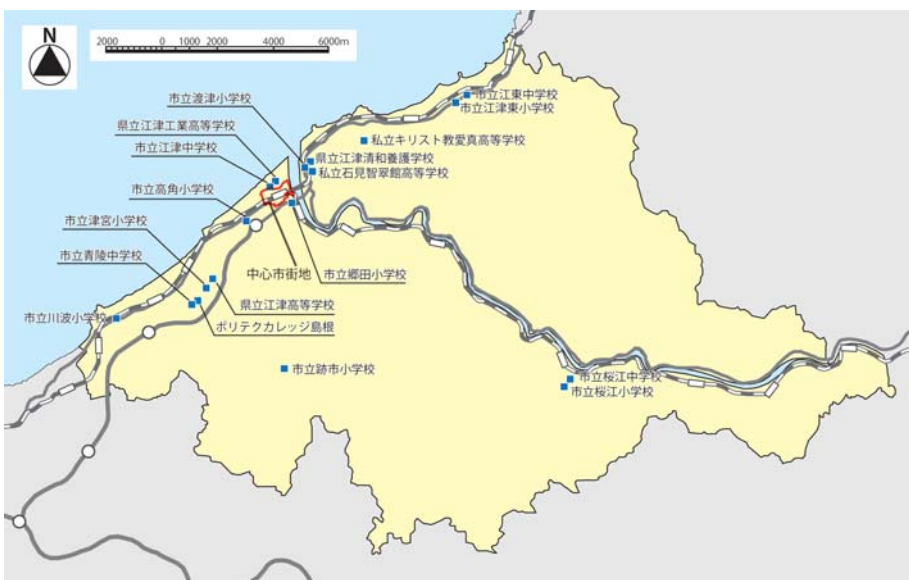 N
2000 0 1000 2000 4000 6000m
市立江東中学校
市立渡津小学校
市立江津東小学校
県立江津工業高等学校
私立キリスト教愛真高等学校
市立江津中学校
県立江津清和養護学校
私立石見智翠館高等学校
市立高角小学校
市立津宮小学校
市立青陵中学校
中心市街地
市立郷田小学校
県立江津高等学校
市立川波小学校
ポリテクカレッジ島根
市立跡市小学校
市立桜江中学校
市立桜江小学校